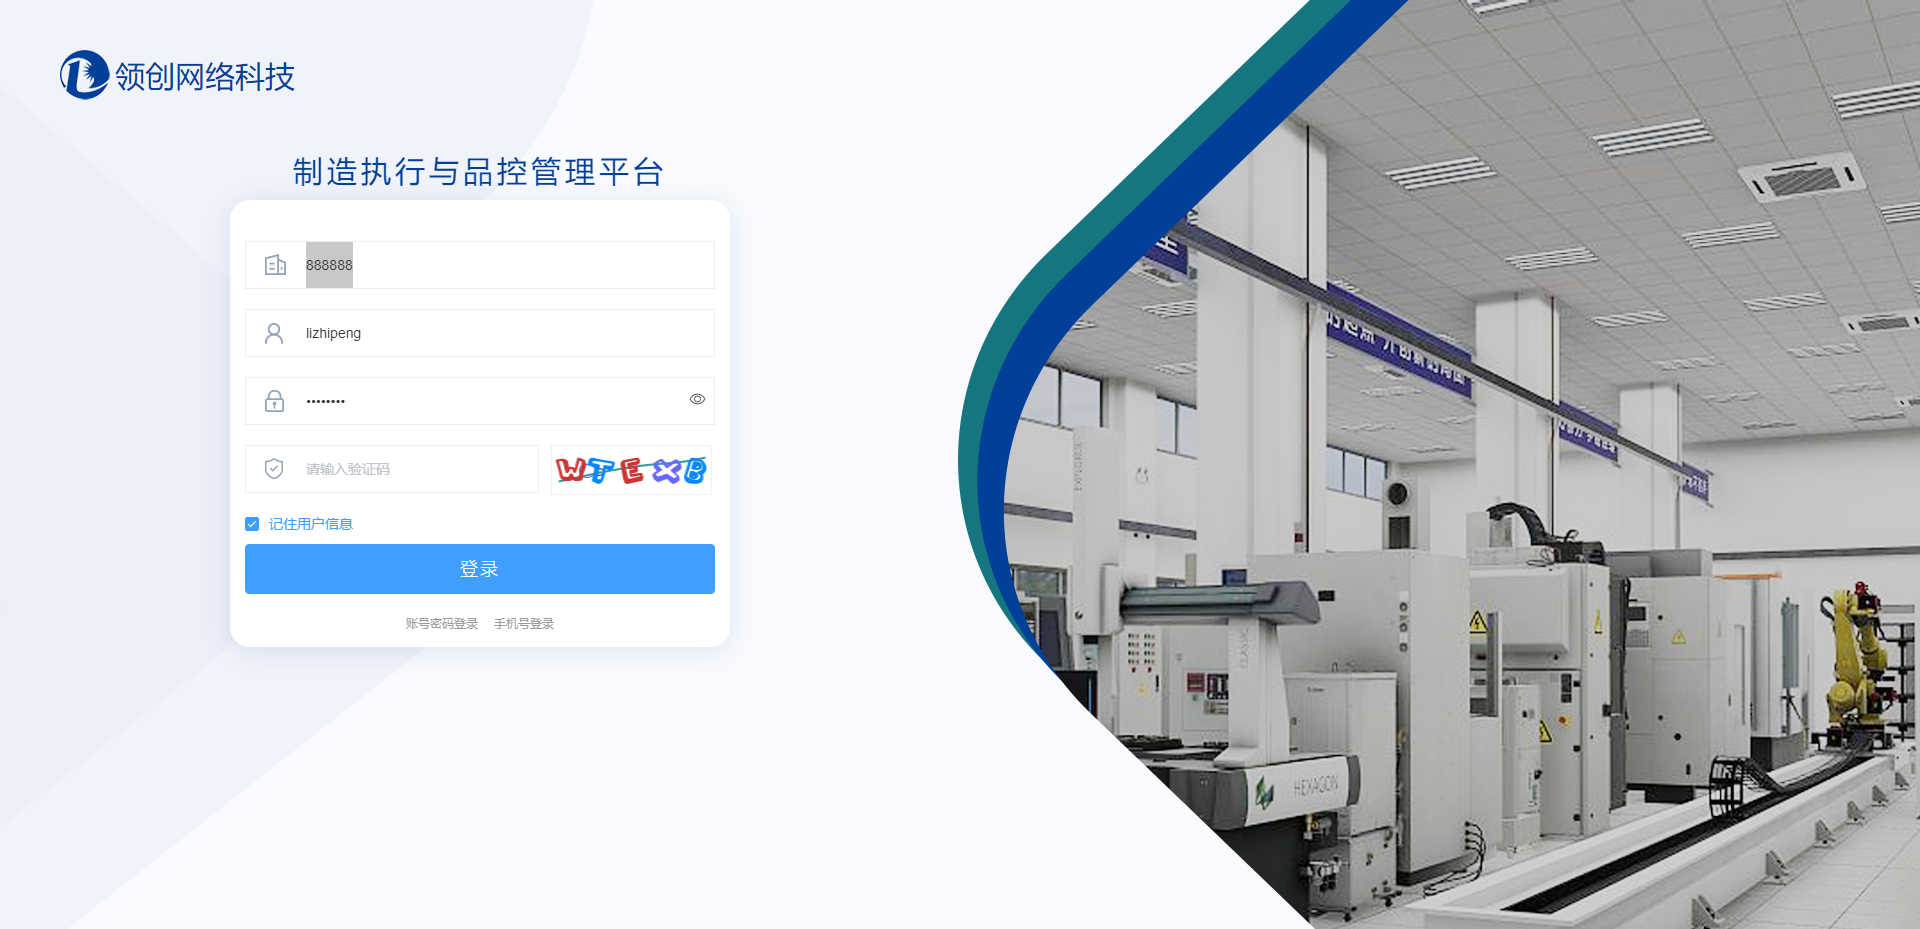 领创网络科技
制造执行与品控管理平台
888888
lizhipeng
••••••••
请输入验证码
WTEXB
记住用户信息
登录
账号密码登录 手机号登录
HEXAGON
CLASSIC